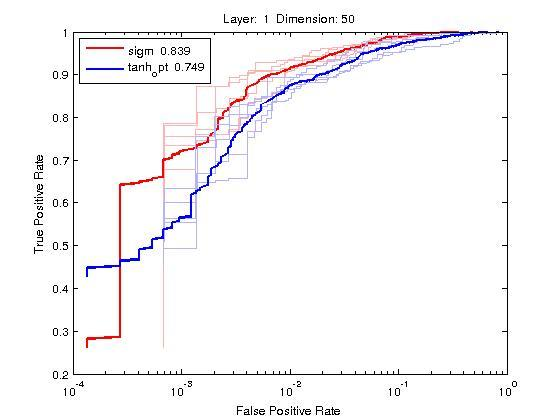 Layer: 1 Dimension: 50
sigm 0.839
tanh_opt 0.749
1
0.9
0.8
0.7
0.6
0.5
0.4
0.3
0.2
True Positive Rate
10^-4 10^-3 10^-2 10^-1 10^0
False Positive Rate